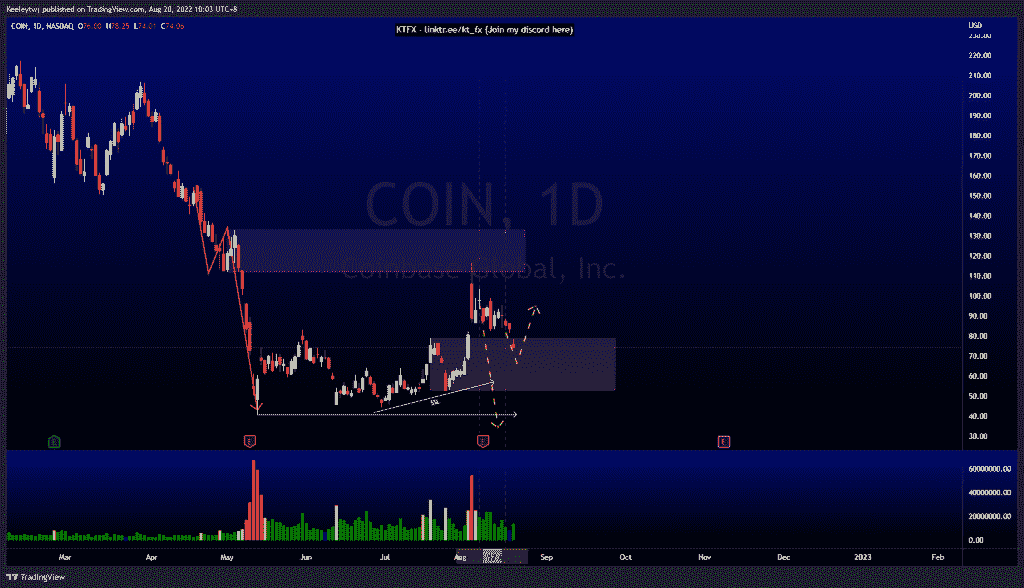 Keeleytwj published on TradingView.com, Aug 20, 2022 10:03 UTC+8
COIN, 1D, NASDAQ O76.00 H78.25 L74.01 C74.06
KTFX - linktr.ee/kt_fx (Join my discord here)
USD
230.00
220.00
210.00
200.00
190.00
180.00
170.00
160.00
150.00
140.00
130.00
120.00
110.00
100.00
90.00
80.00
70.00
60.00
50.00
40.00
30.00
COIN, 1D
Coinbase Global, Inc.
E
E
E
E
60000000.00
40000000.00
20000000.00
0.00
Mar Apr May Jun Jul Aug Sep Oct Nov Dec 2023 Feb
TradingView